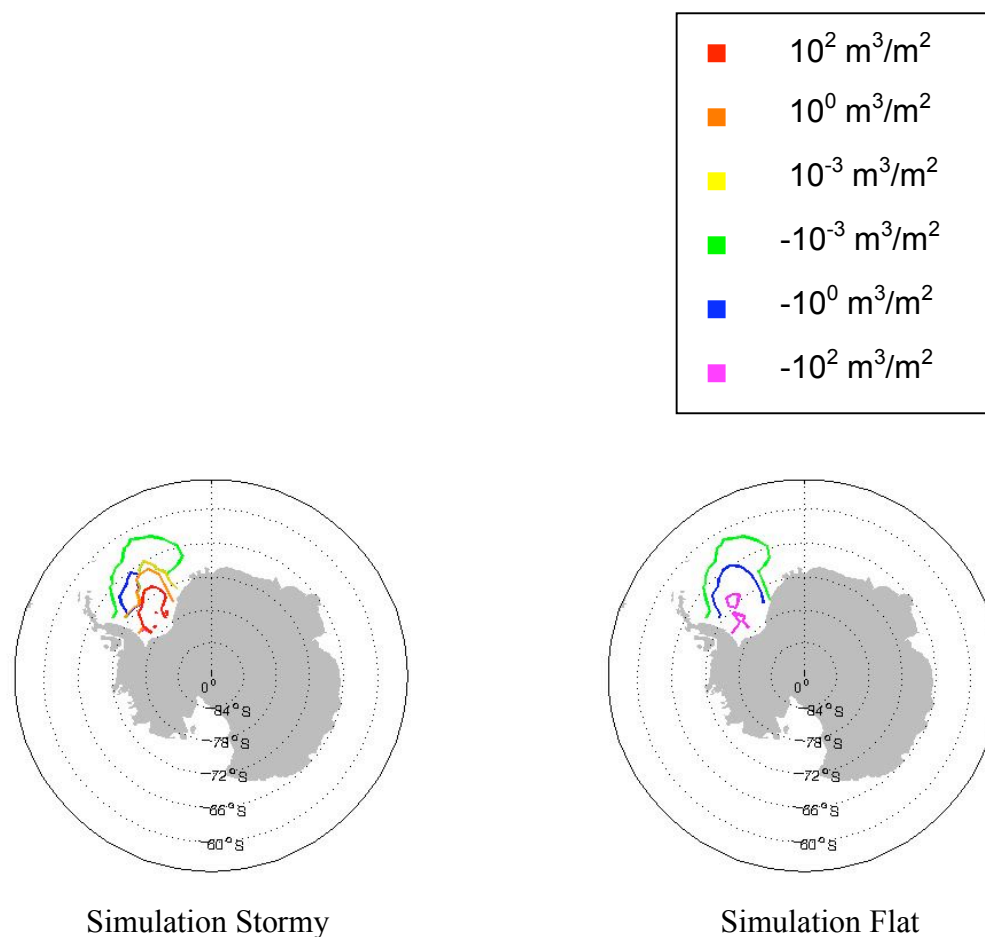 10² m³/m²
10⁰ m³/m²
10⁻³ m³/m²
-10⁻³ m³/m²
-10⁰ m³/m²
-10² m³/m²
0°
-84°S
-78°S
-72°S
-66°S
-60°S
0°
-84°S
-78°S
-72°S
-66°S
-60°S
Simulation Stormy
Simulation Flat